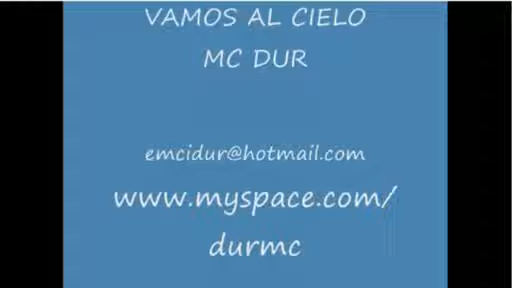 VAMOS AL CIELO
MC DUR
emcidur@hotmail.com
www.myspace.com/
durmc